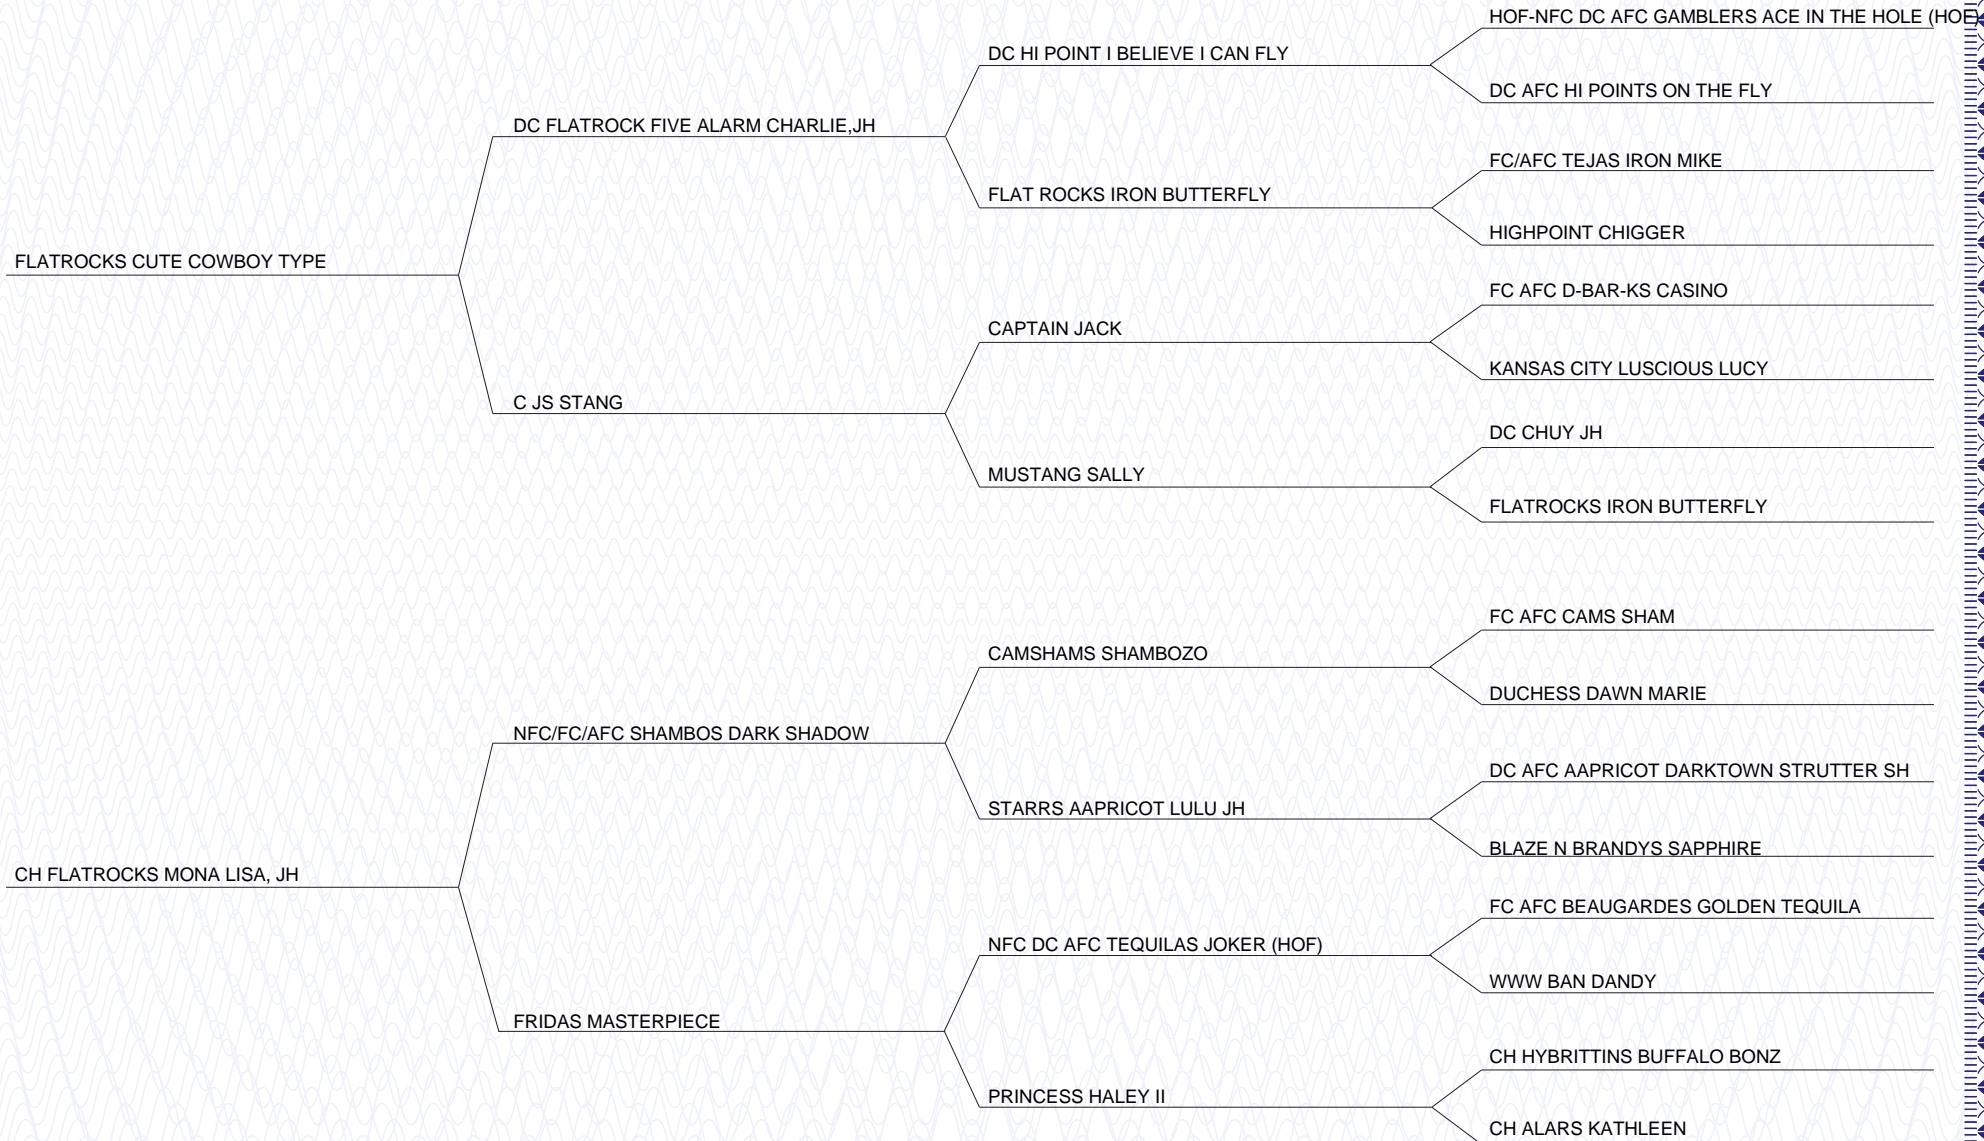 HOF-NFC DC AFC GAMBLERS ACE IN THE HOLE (HOF)
DC HI POINT I BELIEVE I CAN FLY
DC AFC HI POINTS ON THE FLY
DC FLATROCK FIVE ALARM CHARLIE,JH
FC/AFC TEJAS IRON MIKE
FLAT ROCKS IRON BUTTERFLY
HIGHPOINT CHIGGER
FLATROCKS CUTE COWBOY TYPE
FC AFC D-BAR-KS CASINO
CAPTAIN JACK
KANSAS CITY LUSCIOUS LUCY
C JS STANG
DC CHUY JH
MUSTANG SALLY
FLATROCKS IRON BUTTERFLY
FC AFC CAMS SHAM
CAMSHAMS SHAMBOZO
DUCHESS DAWN MARIE
NFC/FC/AFC SHAMBOS DARK SHADOW
DC AFC AAPRICOT DARKTOWN STRUTTER SH
STARRS AAPRICOT LULU JH
BLAZE N BRANDYS SAPPHIRE
CH FLATROCKS MONA LISA, JH
FC AFC BEAUGARDES GOLDEN TEQUILA
NFC DC AFC TEQUILAS JOKER (HOF)
WWW BAN DANDY
FRIDAS MASTERPIECE
CH HYBRITTINS BUFFALO BONZ
PRINCESS HALEY II
CH ALARS KATHLEEN